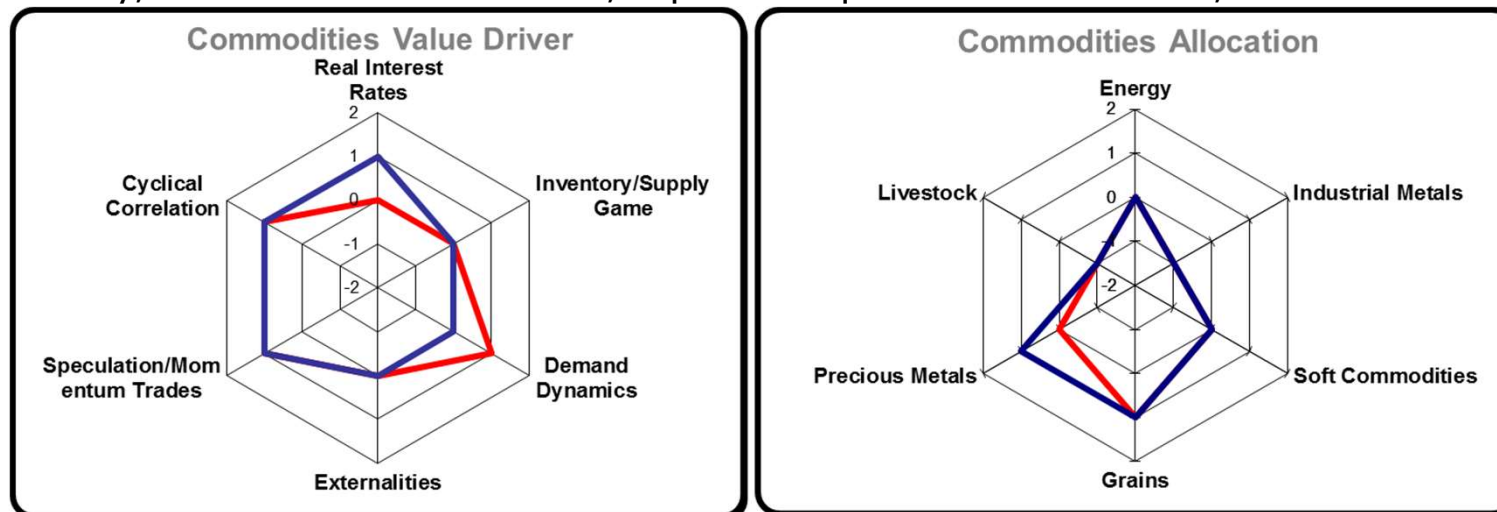 Commodities Value Driver
Real Interest
Rates
2
1
0
-1
-2
Inventory/Supply
Game
Demand
Dynamics
Externalities
Speculation/Mom
entum Trades
Cyclical
Correlation
Commodities Allocation
Energy
2
1
0
-1
-2
Industrial Metals
Soft Commodities
Grains
Precious Metals
Livestock